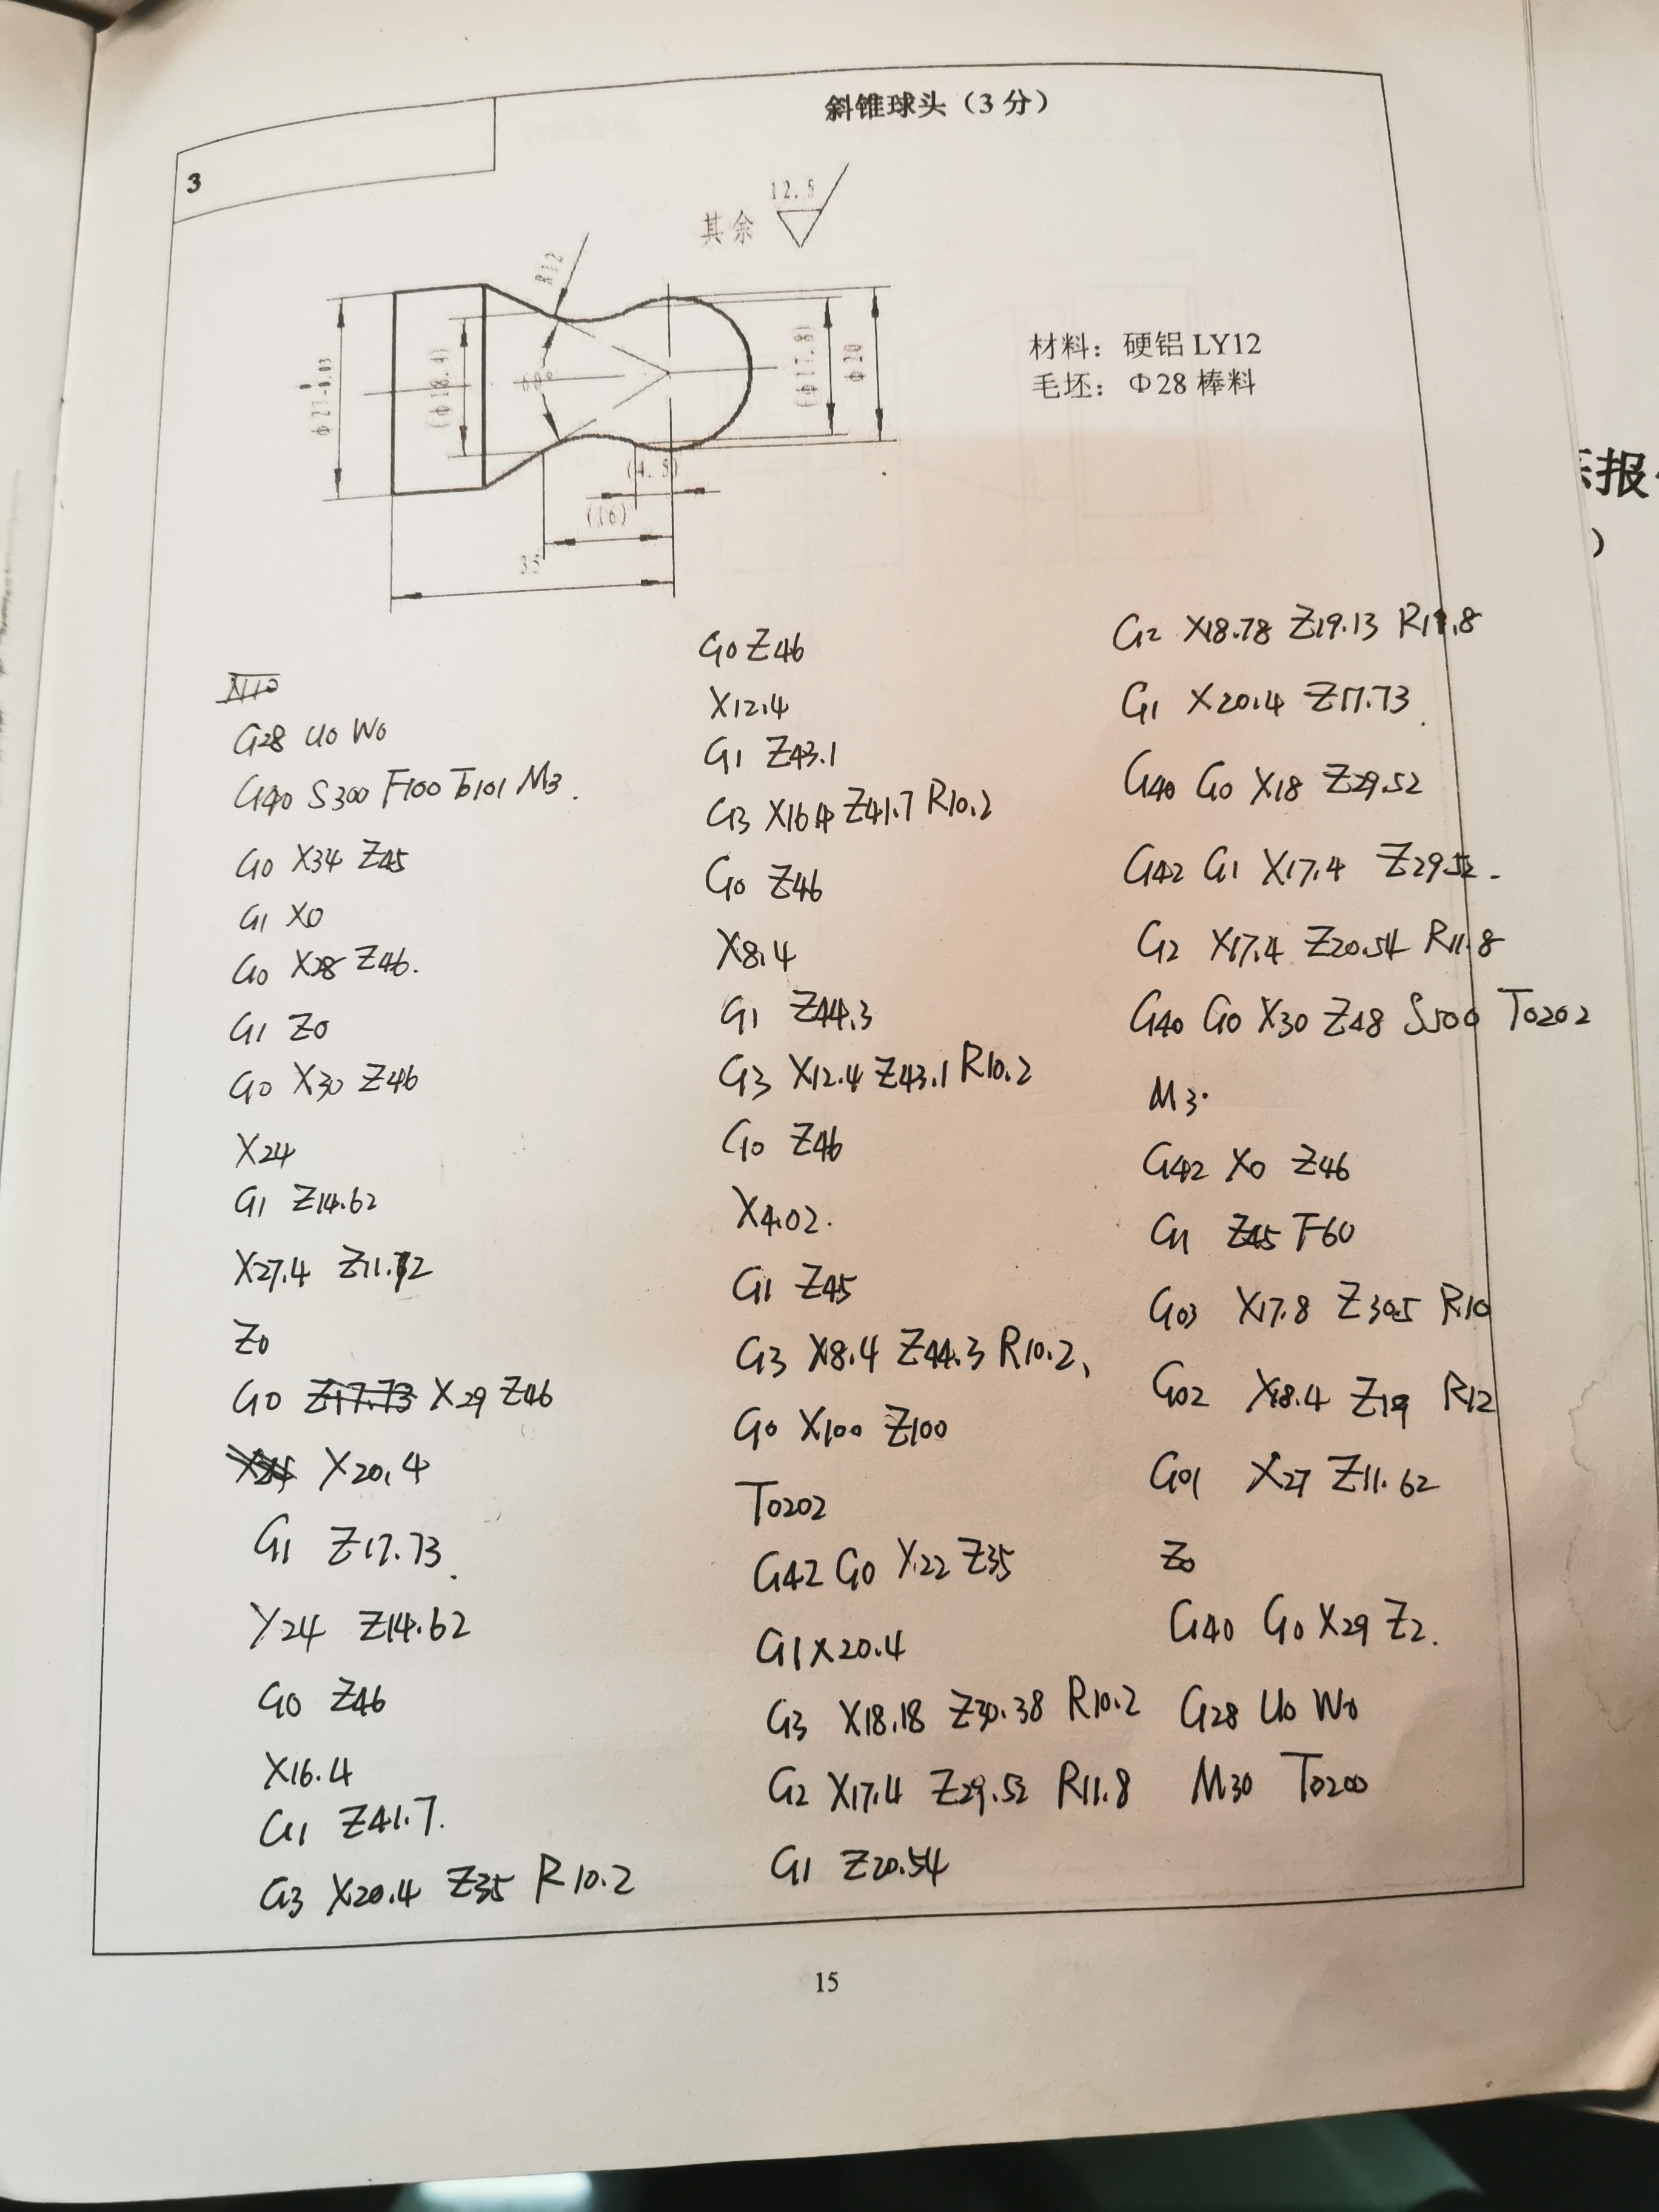 斜锥球头（3 分）
3
其余
12.5
R12
Φ27-0.03
(Φ18.4)
60°
(Φ17.8)
Φ20
(4.5)
(16)
35
材料：硬铝 LY12
毛坯：Φ28 棒料
N10
G28 U0 W0
G40 S300 F100 T0101 M3.
G0 X34 Z45
G1 X0
G0 X28 Z46.
G1 Z0
G0 X30 Z46
X24
G1 Z14.62
X27.4 Z11.72
Z0
G0 Z17.73 X29 Z46
X20.4
G1 Z17.73.
X24 Z14.62
G0 Z46
X16.4
G1 Z41.7.
G3 X20.4 Z35 R10.2
G0 Z46
X12.4
G1 Z43.1
G3 X16.4 Z41.7 R10.2
G0 Z46
X8.4
G1 Z44.3
G3 X12.4 Z43.1 R10.2
G0 Z46
X4.02.
G1 Z45
G3 X8.4 Z44.3 R10.2、
G0 X100 Z100
T0202
G42 G0 X22 Z35
G1 X20.4
G3 X18.18 Z30.38 R10.2
G2 X17.4 Z29.52 R11.8
G1 Z20.54
G2 X18.78 Z19.13 R11.8
G1 X20.4 Z17.73.
G40 G0 X18 Z29.52
G42 G1 X17.4 Z29.52.
G2 X17.4 Z20.54 R11.8
G40 G0 X30 Z48 S500 T0202
M3.
G42 X0 Z46
G1 Z45 F60
G03 X17.8 Z30.5 R10
G02 X18.4 Z19 R12
G01 X27 Z11.62
Z0
G40 G0 X29 Z2.
G28 U0 W0
M30 T0200
15